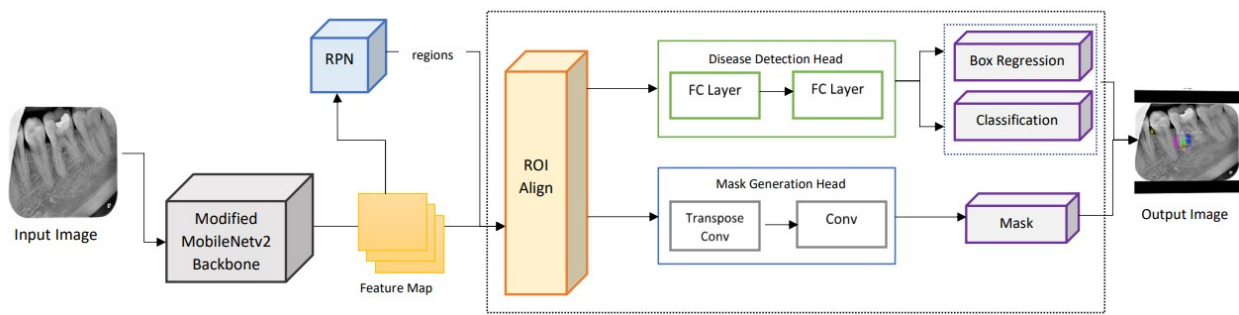 RPN
regions
Disease Detection Head
FC Layer
FC Layer
Box Regression
Classification
Input Image
Modified
MobileNetv2
Backbone
Feature Map
ROI
Align
Mask Generation Head
Transpose
Conv
Conv
Mask
Output Image